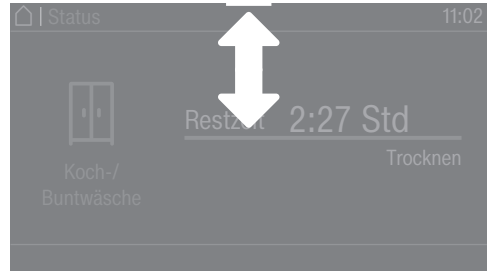 | Status
11:02
Restzeit 2:27 Std
Trocknen
Koch-/
Buntwäsche